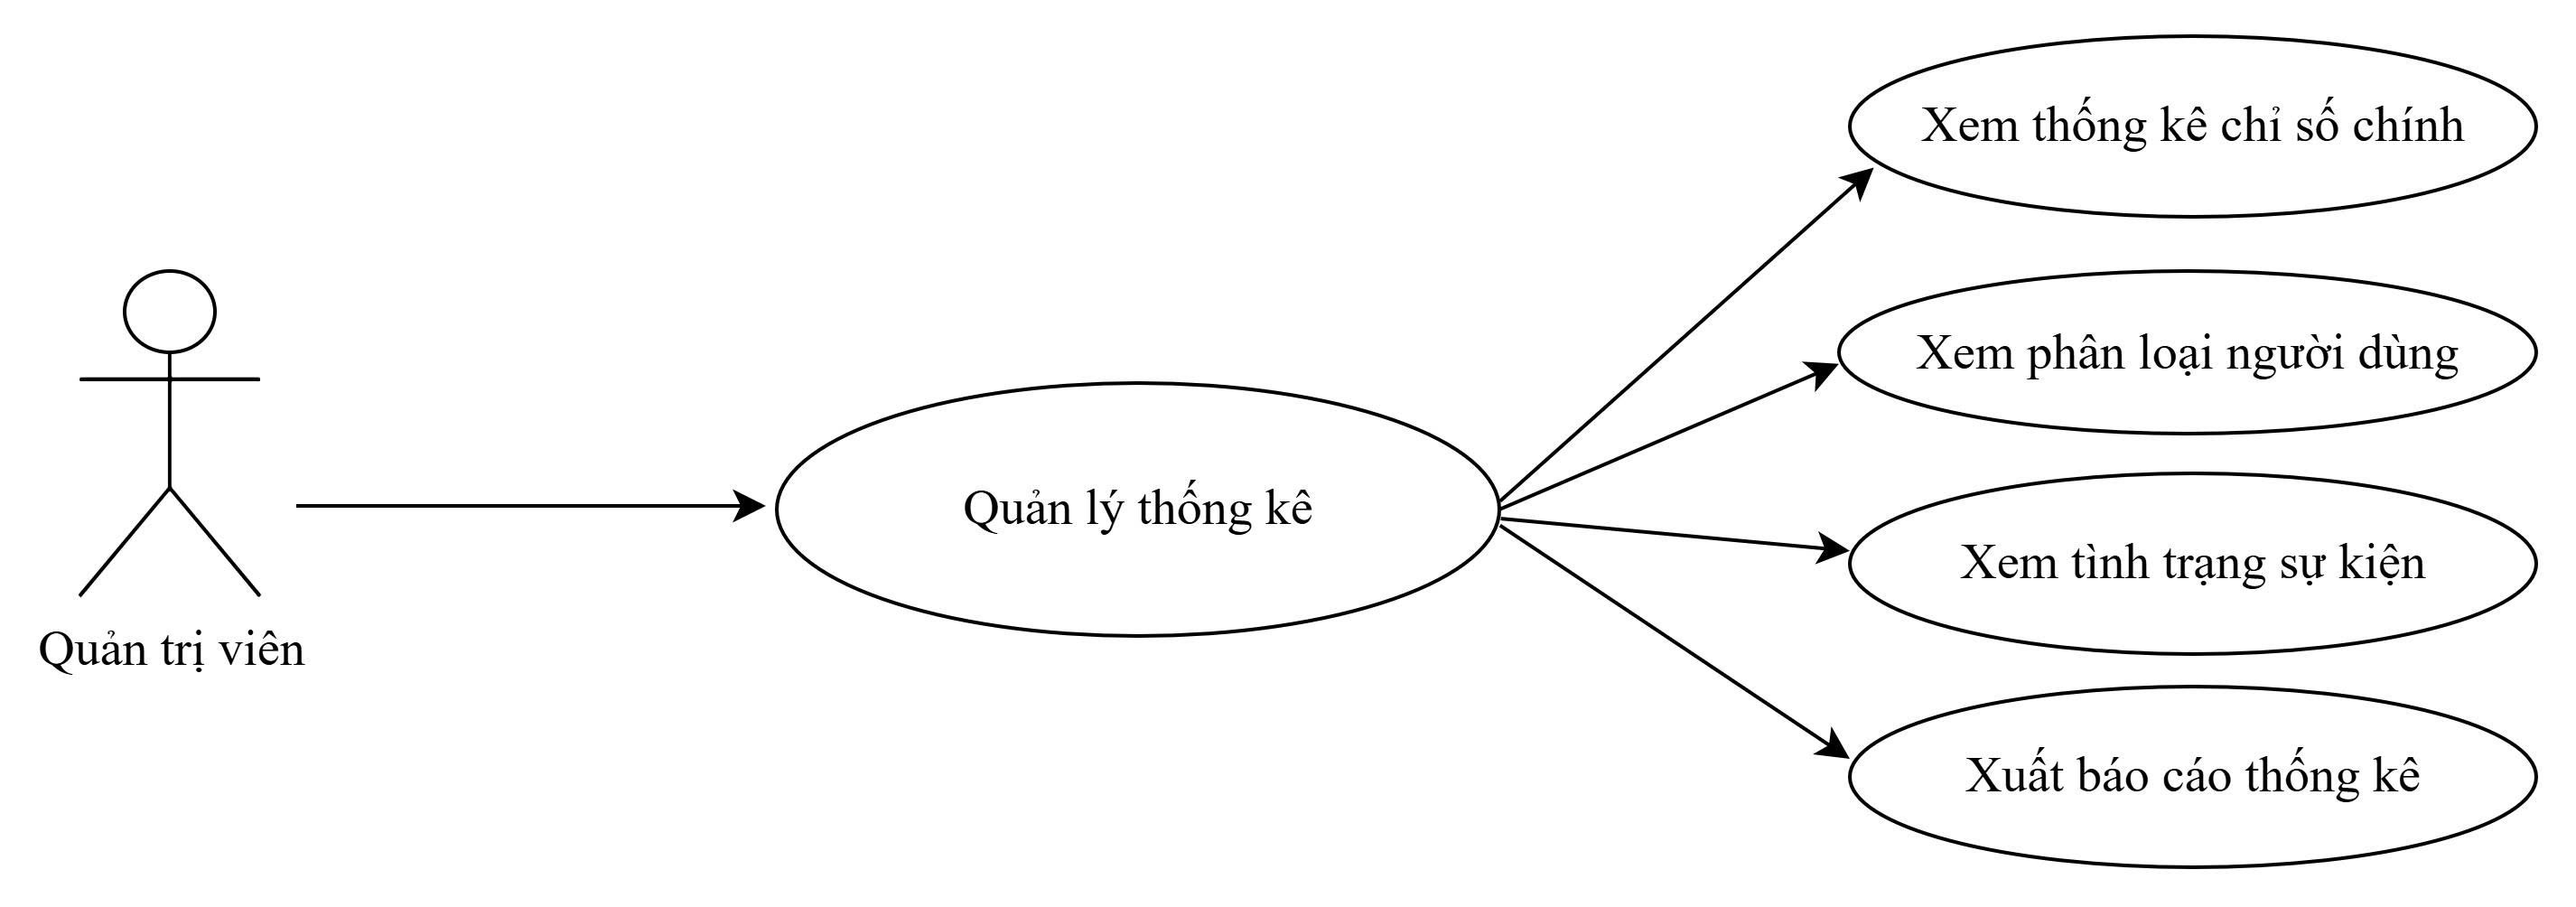 Xem thống kê chỉ số chính
Xem phân loại người dùng
Quản lý thống kê
Xem tình trạng sự kiện
Quản trị viên
Xuất báo cáo thống kê